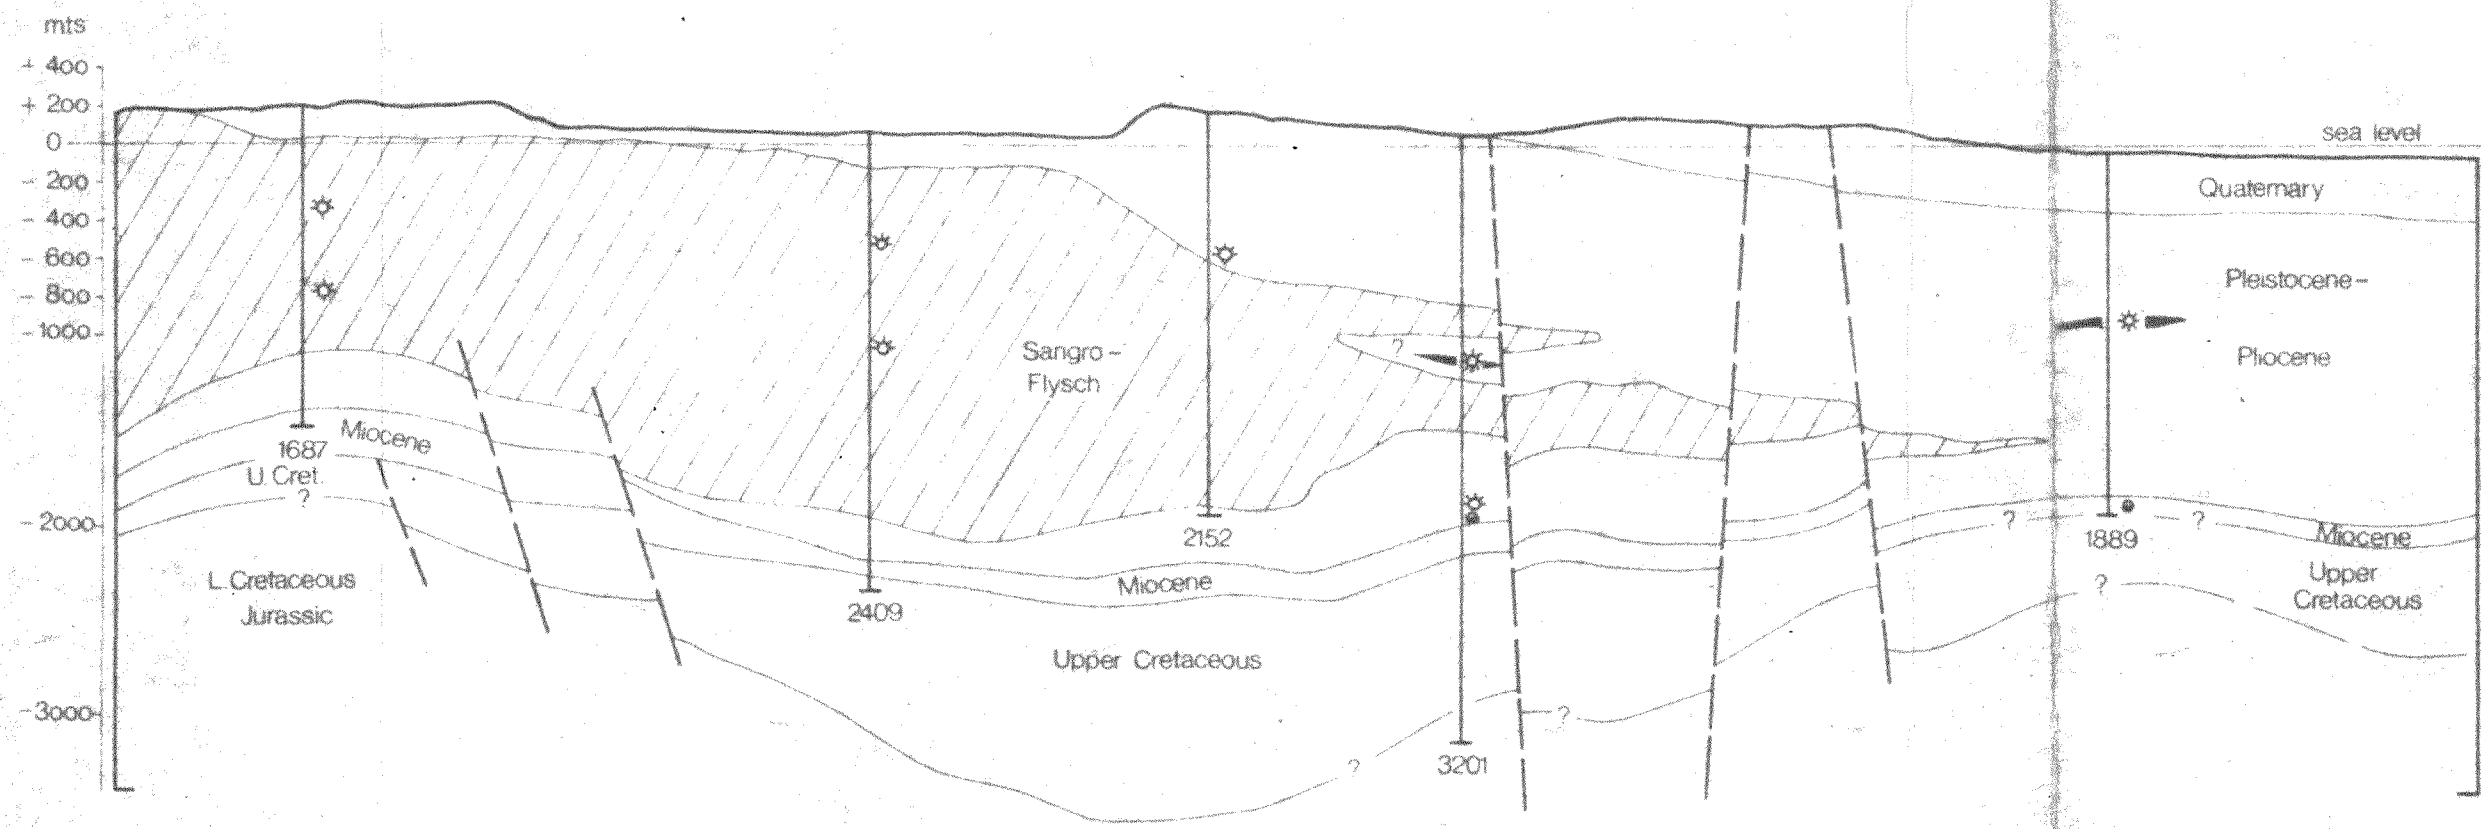 mts
+ 400
+ 200
0
- 200
- 400
- 600
- 800
- 1000
- 2000
- 3000
sea level
Quaternary
Pleistocene-
Pliocene
Sangro-
Flysch
?
1687
Miocene
U. Cret.
?
L. Cretaceous
Jurassic
2409
2152
Miocene
Upper Cretaceous
?
3201
?
?
1889
?
?
Miocene
Upper
Cretaceous